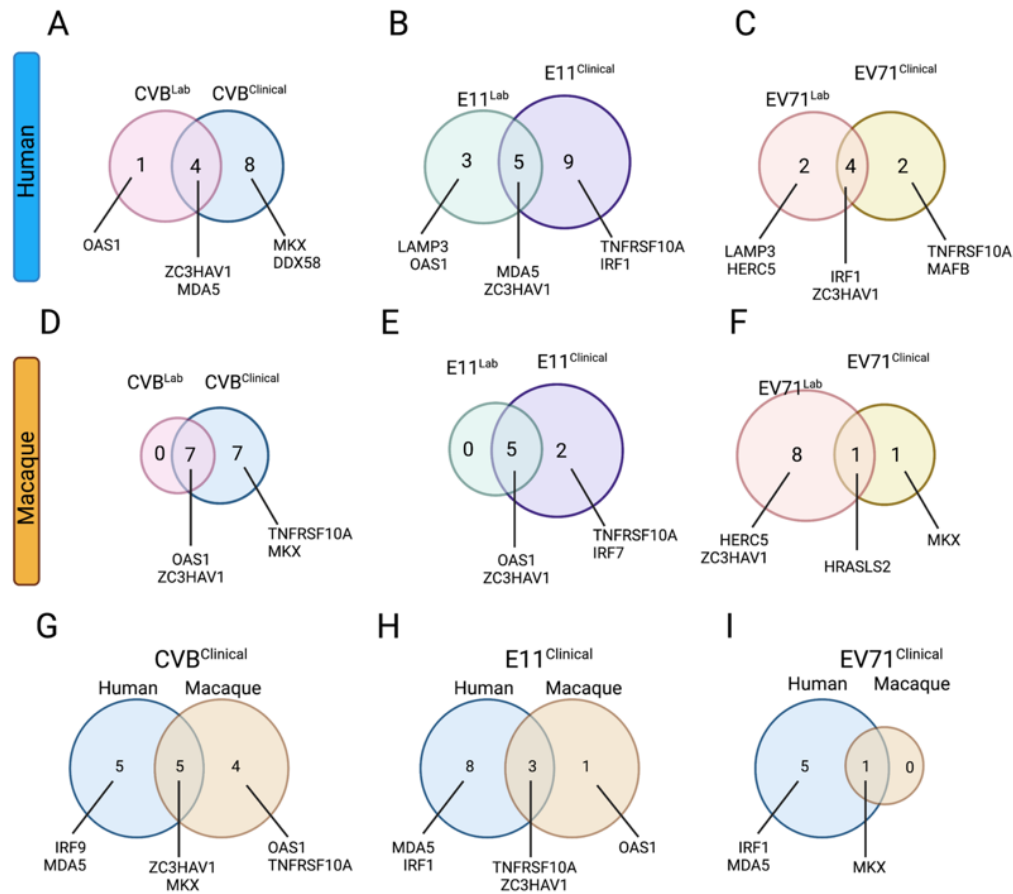 A
B
C
Human
CVBLab
CVBClinical
1
4
8
OAS1
ZC3HAV1
MDA5
MKX
DDX58
E11Lab
E11Clinical
3
5
9
LAMP3
OAS1
MDA5
ZC3HAV1
TNFRSF10A
IRF1
EV71Lab
EV71Clinical
2
4
2
LAMP3
HERC5
IRF1
ZC3HAV1
TNFRSF10A
MAFB
D
E
F
Macaque
CVBLab
CVBClinical
0
7
7
OAS1
ZC3HAV1
TNFRSF10A
MKX
E11Lab
E11Clinical
0
5
2
OAS1
ZC3HAV1
TNFRSF10A
IRF7
EV71Lab
EV71Clinical
8
1
1
HERC5
ZC3HAV1
HRASLS2
MKX
G
H
I
CVBClinical
Human
Macaque
5
5
4
IRF9
MDA5
ZC3HAV1
MKX
OAS1
TNFRSF10A
E11Clinical
Human
Macaque
8
3
1
MDA5
IRF1
TNFRSF10A
ZC3HAV1
OAS1
EV71Clinical
Human
Macaque
5
1
0
IRF1
MDA5
MKX